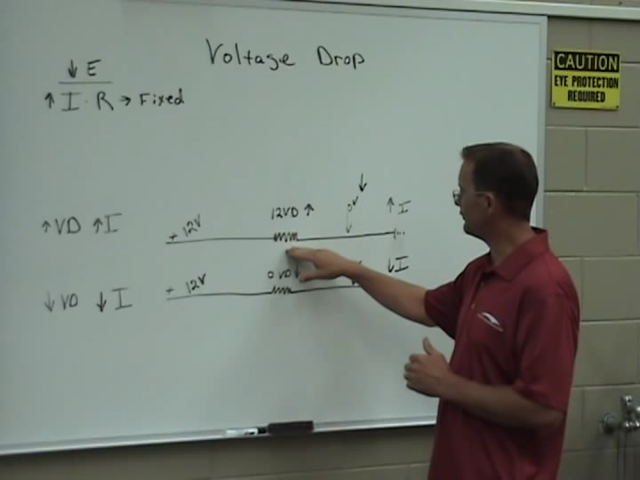 Voltage Drop
↓ E
↑ I · R → Fixed
CAUTION
EYE PROTECTION
REQUIRED
↑ VD ↑ I
+ 12V
12VD ↑
0V ↓
↑ I
↓ VD ↓ I
+ 12V
0 VD
↓ I